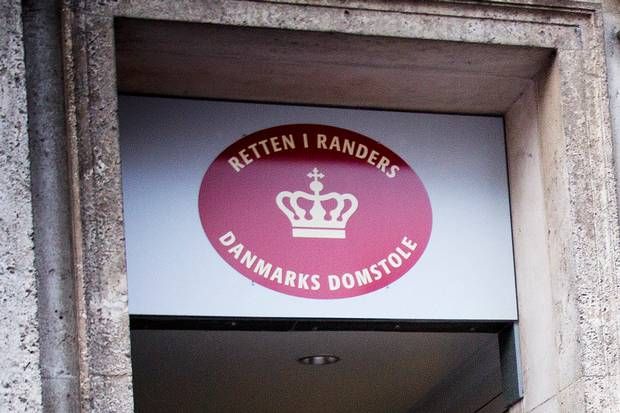 RETTEN I RANDERS
DANMARKS DOMSTOLE